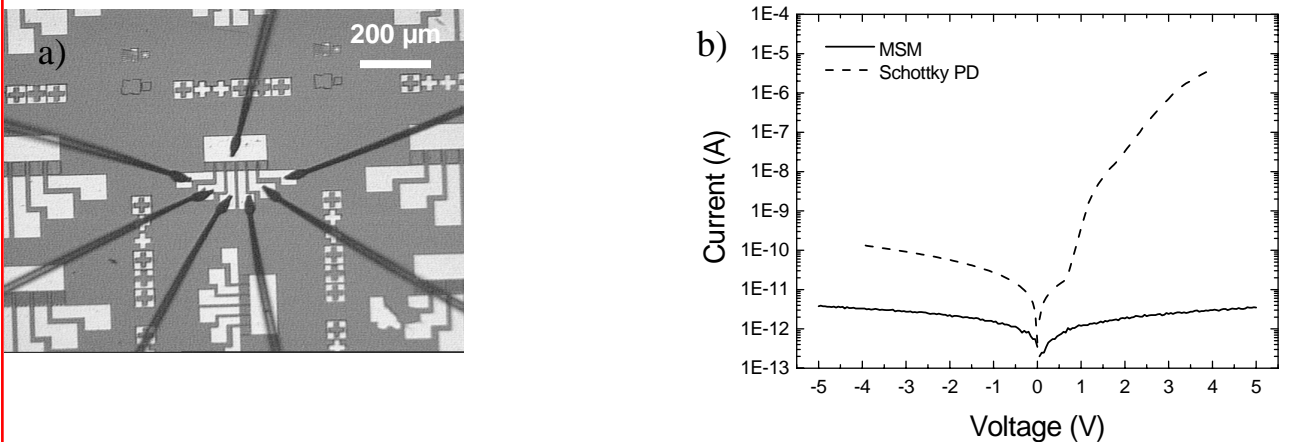 a)
200 µm
b)
MSM
Schottky PD
Current (A)
1E-4
1E-5
1E-6
1E-7
1E-8
1E-9
1E-10
1E-11
1E-12
1E-13
-5 -4 -3 -2 -1 0 1 2 3 4 5
Voltage (V)